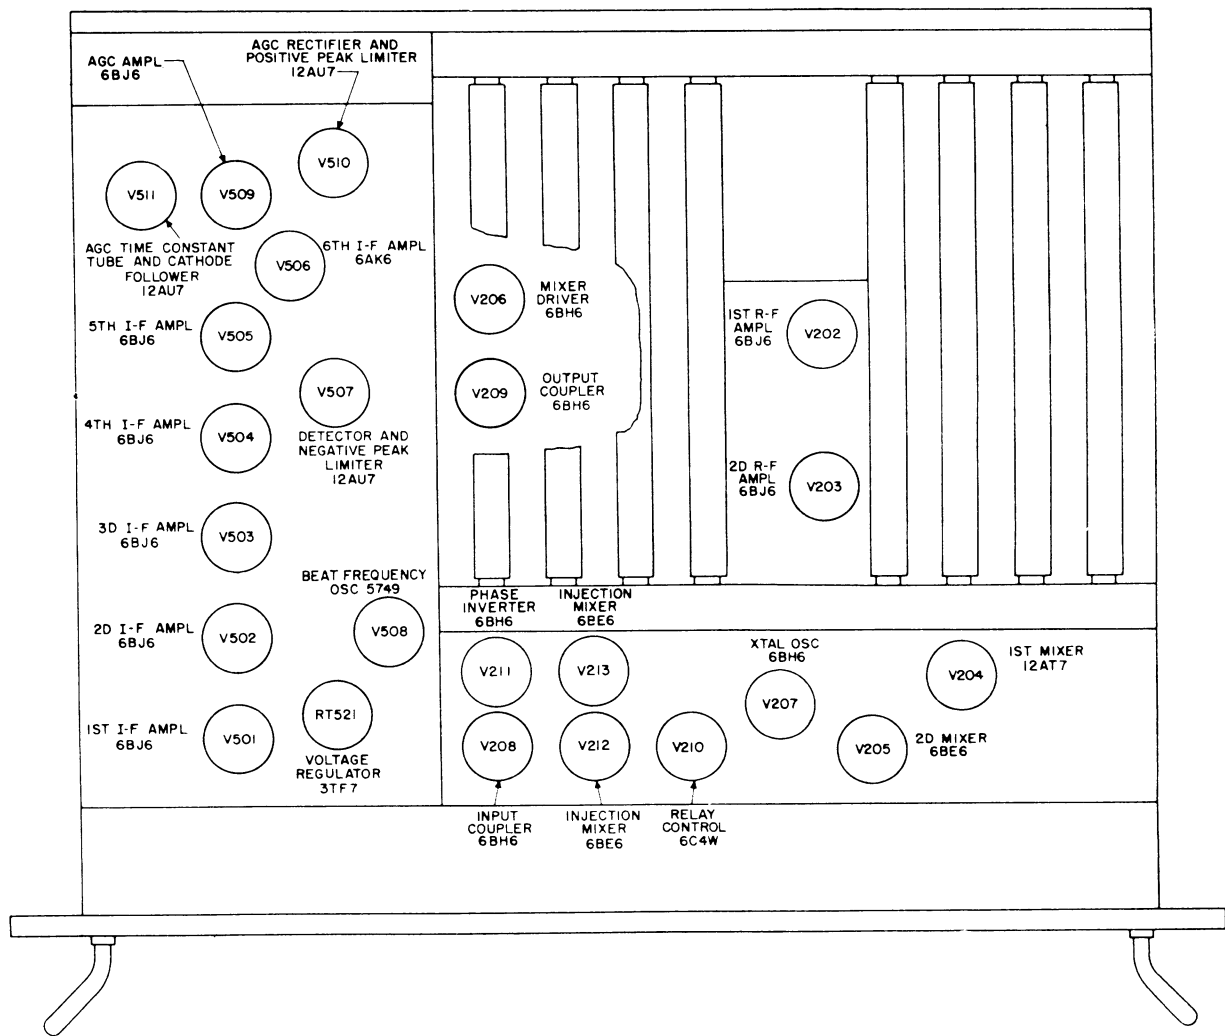 AGC AMPL
6BJ6
AGC RECTIFIER AND
POSITIVE PEAK LIMITER
12AU7
V510
V511
V509
AGC TIME CONSTANT
TUBE AND CATHODE
FOLLOWER
12AU7
V506
6TH I-F AMPL
6AK6
5TH I-F AMPL
6BJ6
V505
V507
DETECTOR AND
NEGATIVE PEAK
LIMITER
12AU7
4TH I-F AMPL
6BJ6
V504
3D I-F AMPL
6BJ6
V503
BEAT FREQUENCY
OSC 5749
V508
2D I-F AMPL
6BJ6
V502
1ST I-F AMPL
6BJ6
V501
RT521
VOLTAGE
REGULATOR
3TF7
V206
MIXER
DRIVER
6BH6
V209
OUTPUT
COUPLER
6BH6
1ST R-F
AMPL
6BJ6
V202
2D R-F
AMPL
6BJ6
V203
PHASE
INVERTER
6BH6
INJECTION
MIXER
6BE6
V211
V213
V208
V212
V210
XTAL OSC
6BH6
V207
V204
1ST MIXER
12AT7
V205
2D MIXER
6BE6
INPUT
COUPLER
6BH6
INJECTION
MIXER
6BE6
RELAY
CONTROL
6C4W